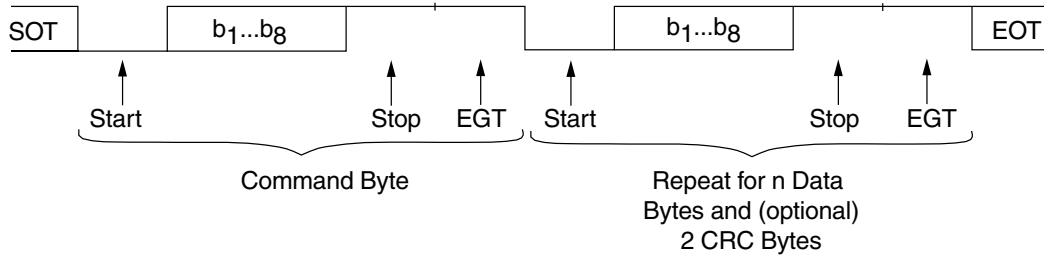 SOT b1...b8 b1...b8 EOT
Start Stop EGT Start Stop EGT
Command Byte
Repeat for n Data
Bytes and (optional)
2 CRC Bytes